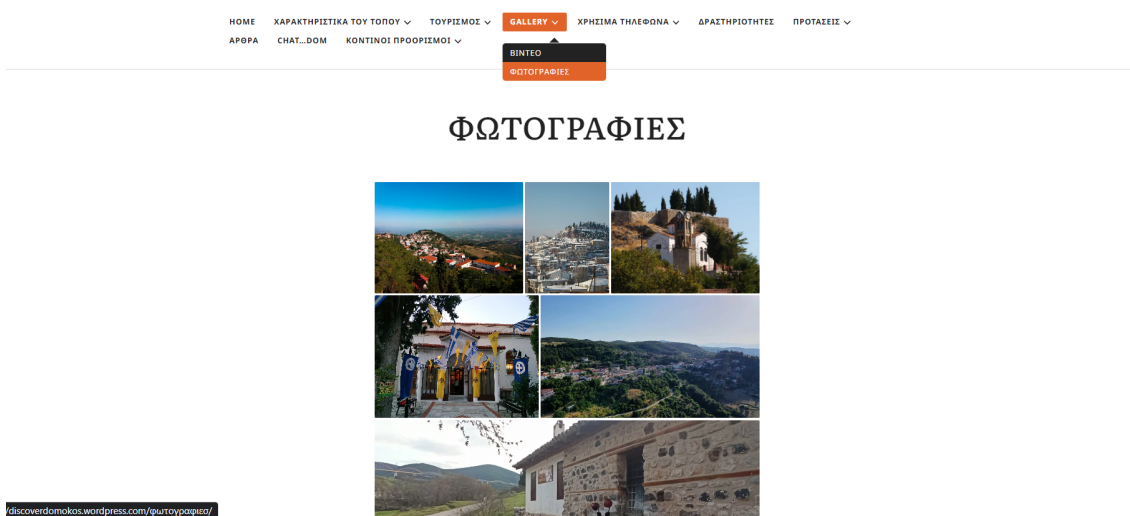 HOME ΧΑΡΑΚΤΗΡΙΣΤΙΚΑ ΤΟΥ ΤΟΠΟΥ ΤΟΥΡΙΣΜΟΣ GALLERY ΧΡΗΣΙΜΑ ΤΗΛΕΦΩΝΑ ΔΡΑΣΤΗΡΙΟΤΗΤΕΣ ΠΡΟΤΑΣΕΙΣ
ΑΡΘΡΑ CHAT...DOM ΚΟΝΤΙΝΟΙ ΠΡΟΟΡΙΣΜΟΙ
ΒΙΝΤΕΟ
ΦΩΤΟΓΡΑΦΙΕΣ
ΦΩΤΟΓΡΑΦΙΕΣ
/discoverdomokos.wordpress.com/φωτογραφιεσ/